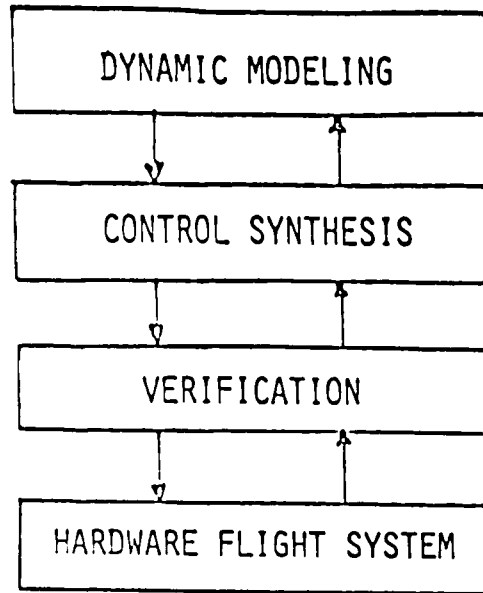 DYNAMIC MODELING
CONTROL SYNTHESIS
VERIFICATION
HARDWARE FLIGHT SYSTEM